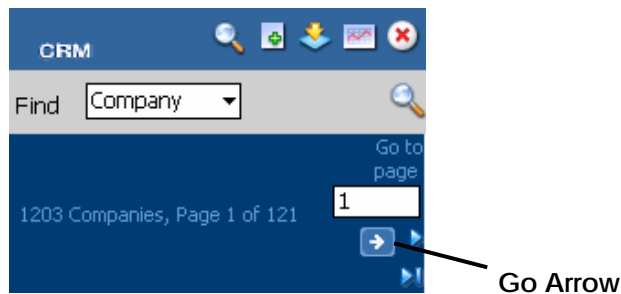 CRM
Find Company
Go to
page
1203 Companies, Page 1 of 121
1
Go Arrow